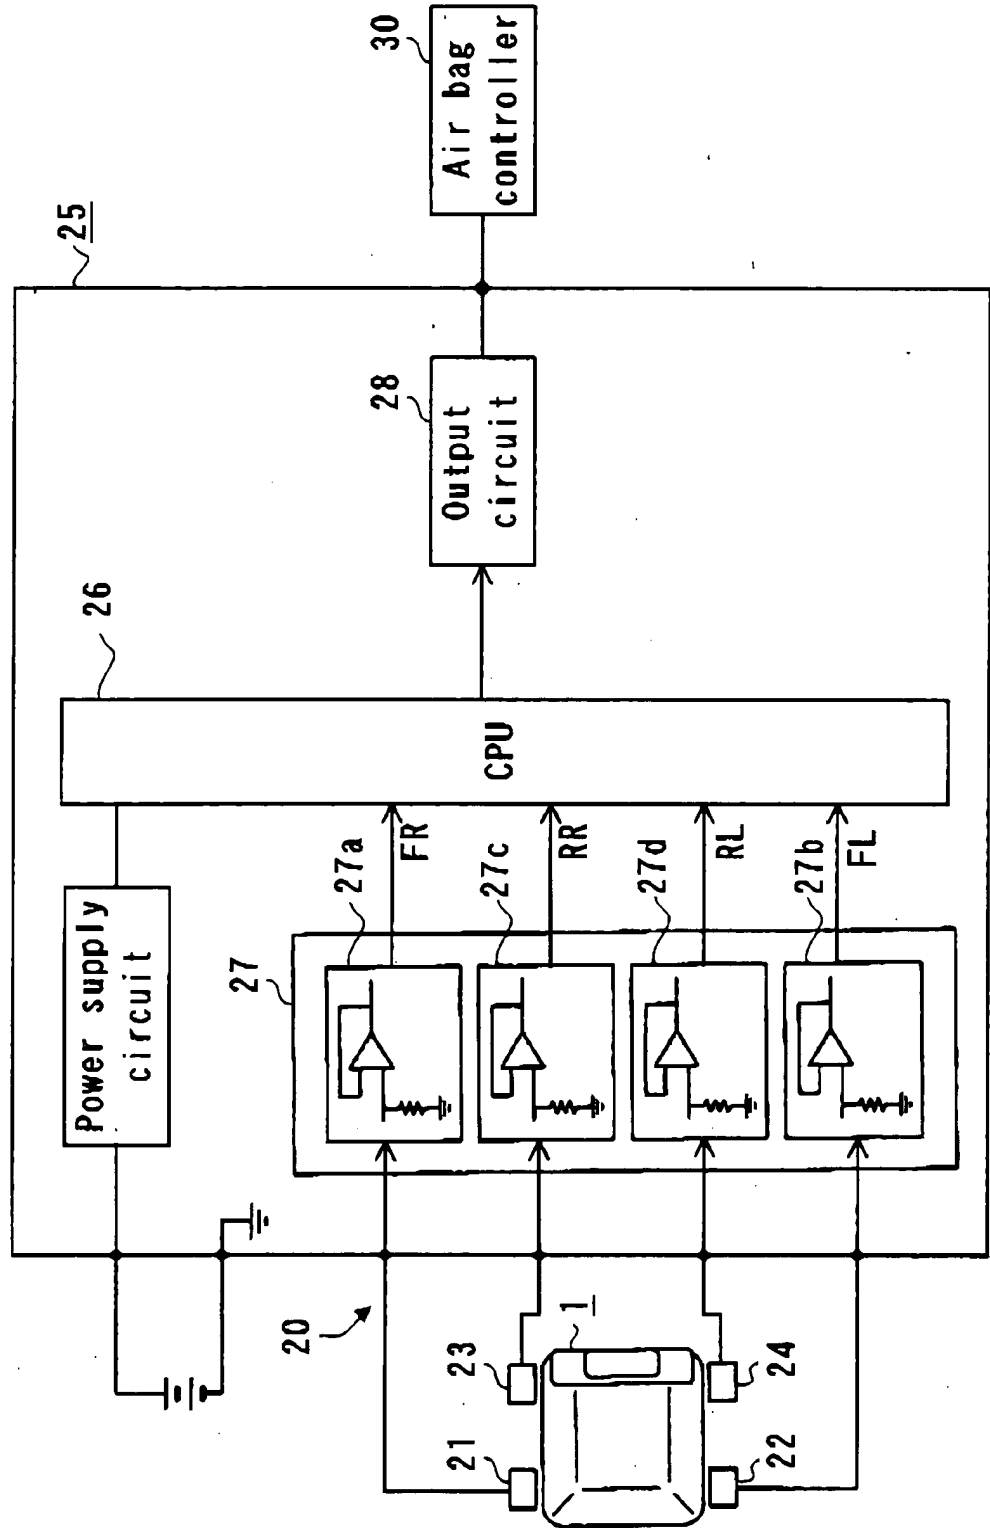 25
Power supply
circuit
26
CPU
28
Output
circuit
30
Air bag
controller
27
27a
FR
27c
RR
27d
RL
27b
FL
20
21
23
1
22
24